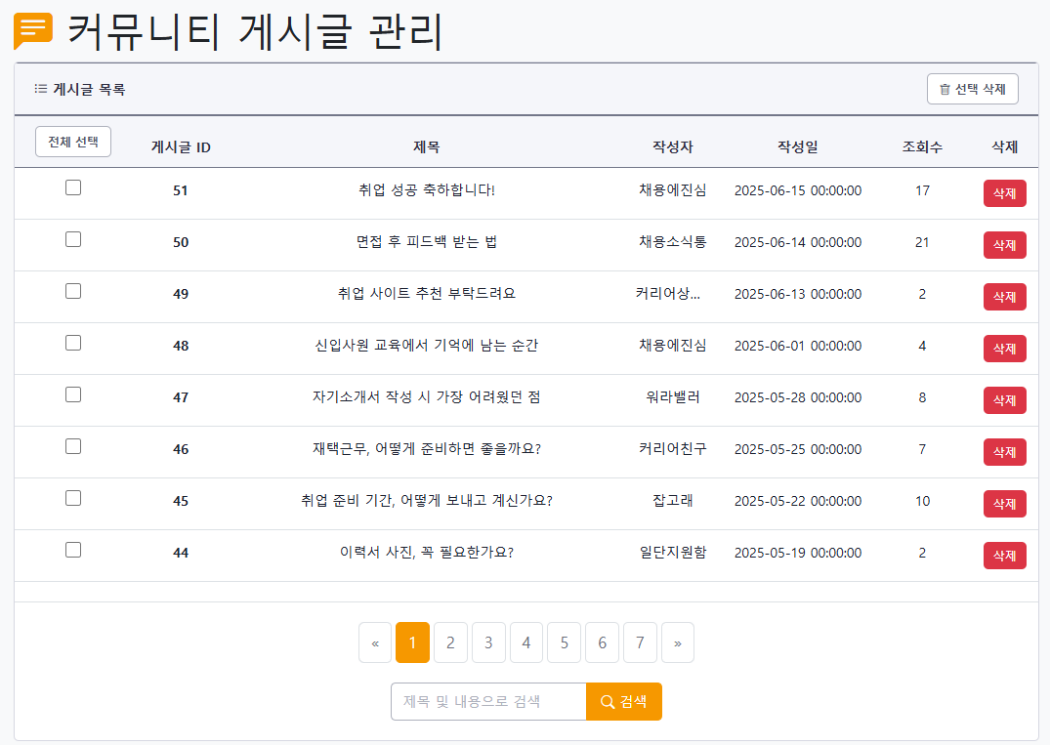 커뮤니티 게시글 관리
게시글 목록 선택 삭제
전체 선택 게시글 ID 제목 작성자 작성일 조회수 삭제
51 취업 성공 축하합니다! 채용에진심 2025-06-15 00:00:00 17 삭제
50 면접 후 피드백 받는 법 채용소식통 2025-06-14 00:00:00 21 삭제
49 취업 사이트 추천 부탁드려요 커리어상... 2025-06-13 00:00:00 2 삭제
48 신입사원 교육에서 기억에 남는 순간 채용에진심 2025-06-01 00:00:00 4 삭제
47 자기소개서 작성 시 가장 어려웠던 점 워라밸러 2025-05-28 00:00:00 8 삭제
46 재택근무, 어떻게 준비하면 좋을까요? 커리어친구 2025-05-25 00:00:00 7 삭제
45 취업 준비 기간, 어떻게 보내고 계신가요? 잡고래 2025-05-22 00:00:00 10 삭제
44 이력서 사진, 꼭 필요한가요? 일단지원함 2025-05-19 00:00:00 2 삭제
« 1 2 3 4 5 6 7 »
제목 및 내용으로 검색 검색